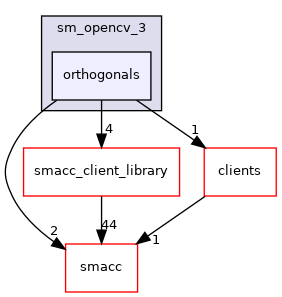 sm_opencv_3
orthogonals
4
1
smacc_client_library
clients
2
44
1
smacc